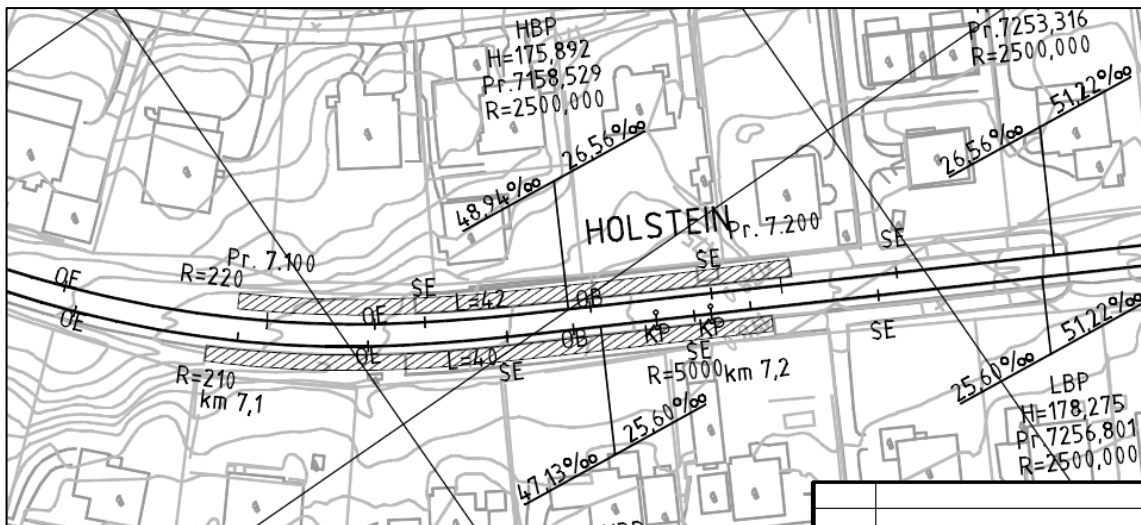 HBP
H=175,892
Pr.7158,529
R=2500,000
Pr.7253,316
R=2500,000
48,94‰
26,56‰
26,56‰
51,22‰
HOLSTEIN
Pr. 7.200
Pr. 7.100
R=220
OE
SE
L=42
OE
OB
SE
SE
OE
OE
L=40
SE
OB
KP
KP
SE
SE
R=210
km 7,1
R=5000
km 7,2
47,13‰
25,60‰
25,60‰
51,22‰
LBP
H=178,275
Pr.7256,801
R=2500,000